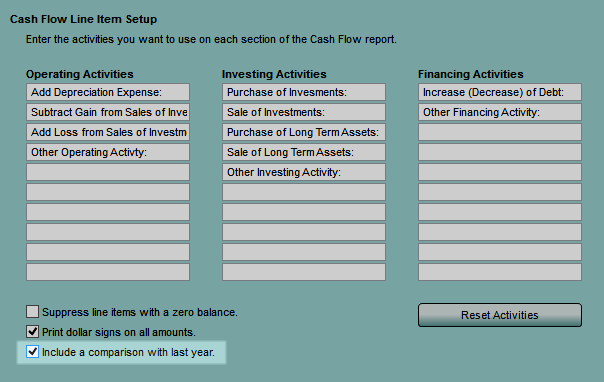 Cash Flow Line Item Setup
Enter the activities you want to use on each section of the Cash Flow report.
Operating Activities
Add Depreciation Expense:
Subtract Gain from Sales of Inve
Add Loss from Sales of Investm
Other Operating Activty:
Investing Activities
Purchase of Invesments:
Sale of Investments:
Purchase of Long Term Assets:
Sale of Long Term Assets:
Other Investing Activity:
Financing Activities
Increase (Decrease) of Debt:
Other Financing Activity:
Suppress line items with a zero balance.
Print dollar signs on all amounts.
Include a comparison with last year.
Reset Activities